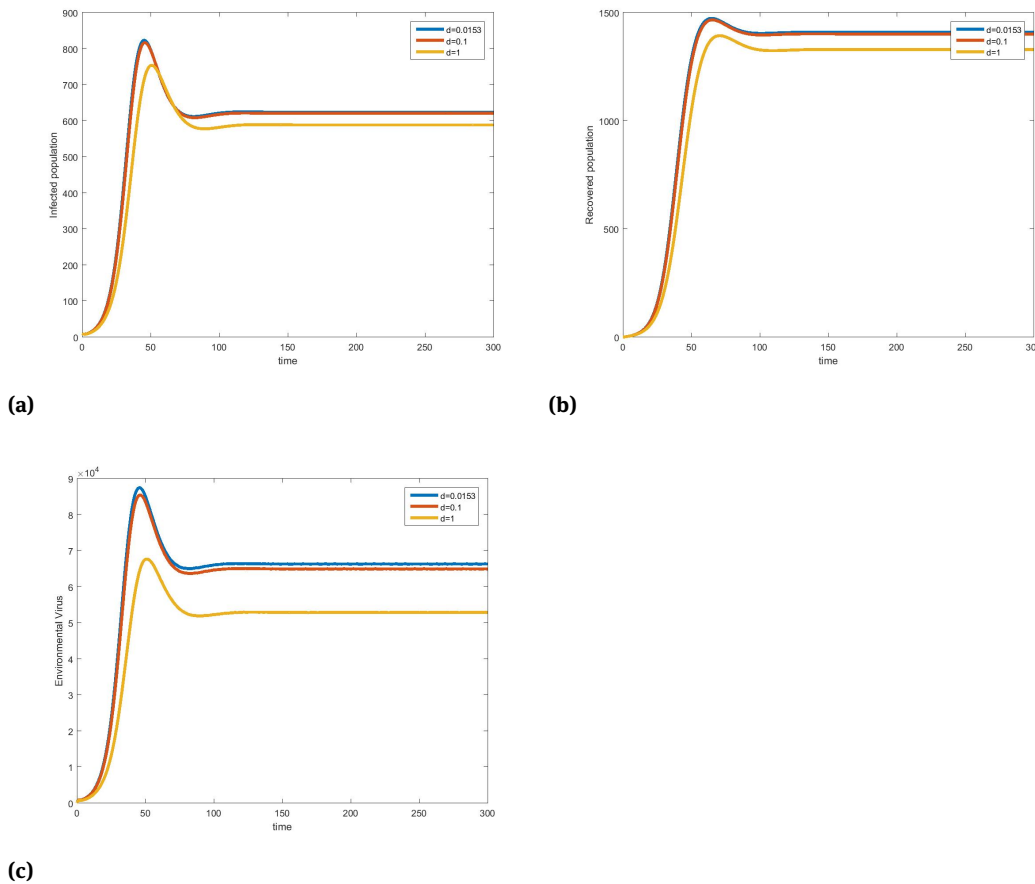 900
800
700
600
500
400
300
200
100
0
Infected population
0 50 100 150 200 250 300
time
d=0.0153
d=0.1
d=1
(a)
1500
1000
500
0
Recovered population
0 50 100 150 200 250 300
time
d=0.0153
d=0.1
d=1
(b)
×10^4
9
8
7
6
5
4
3
2
1
0
Environmental Virus
0 50 100 150 200 250 300
time
d=0.0153
d=0.1
d=1
(c)